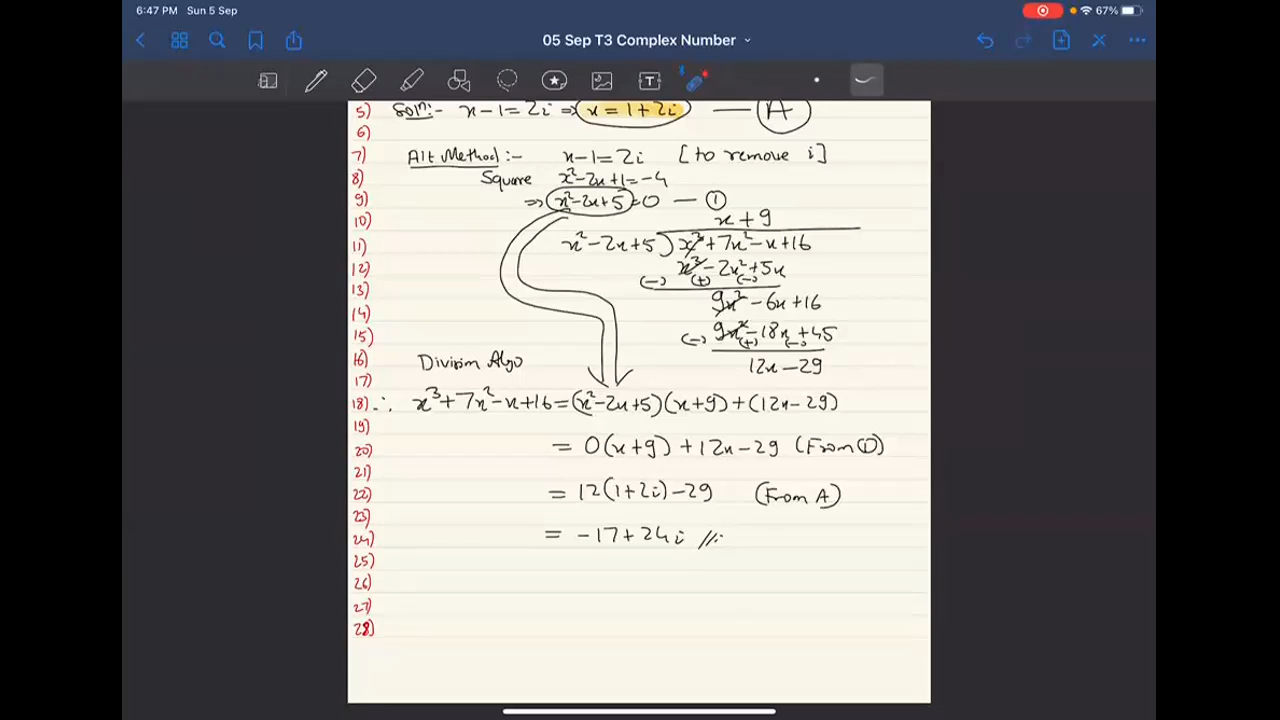 6:47 PM Sun 5 Sep 67%
05 Sep T3 Complex Number
T
5) Soln:- x-1=2i ⇒ x=1+2i — A
6)
7) Alt Method:- x-1=2i [to remove i]
8) Square x²-2x+1=-4
9) ⇒ x²-2x+5=0 — ①
10) x+9
11) x²-2x+5) x³+7x²-x+16
12) x³-2x²+5x
13) (-) (+) (-)
14) 9x²-6x+16
15) (-) 9x²-18x+45
(+) (-)
16) Division Algo 12x-29
17)
18) ∴ x³+7x²-x+16=(x²-2x+5)(x+9)+(12x-29)
19)
20) = 0(x+9)+12x-29 (From ①)
21)
22) = 12(1+2i)-29 (From A)
23)
24) = -17+24i //.
25)
26)
27)
28)